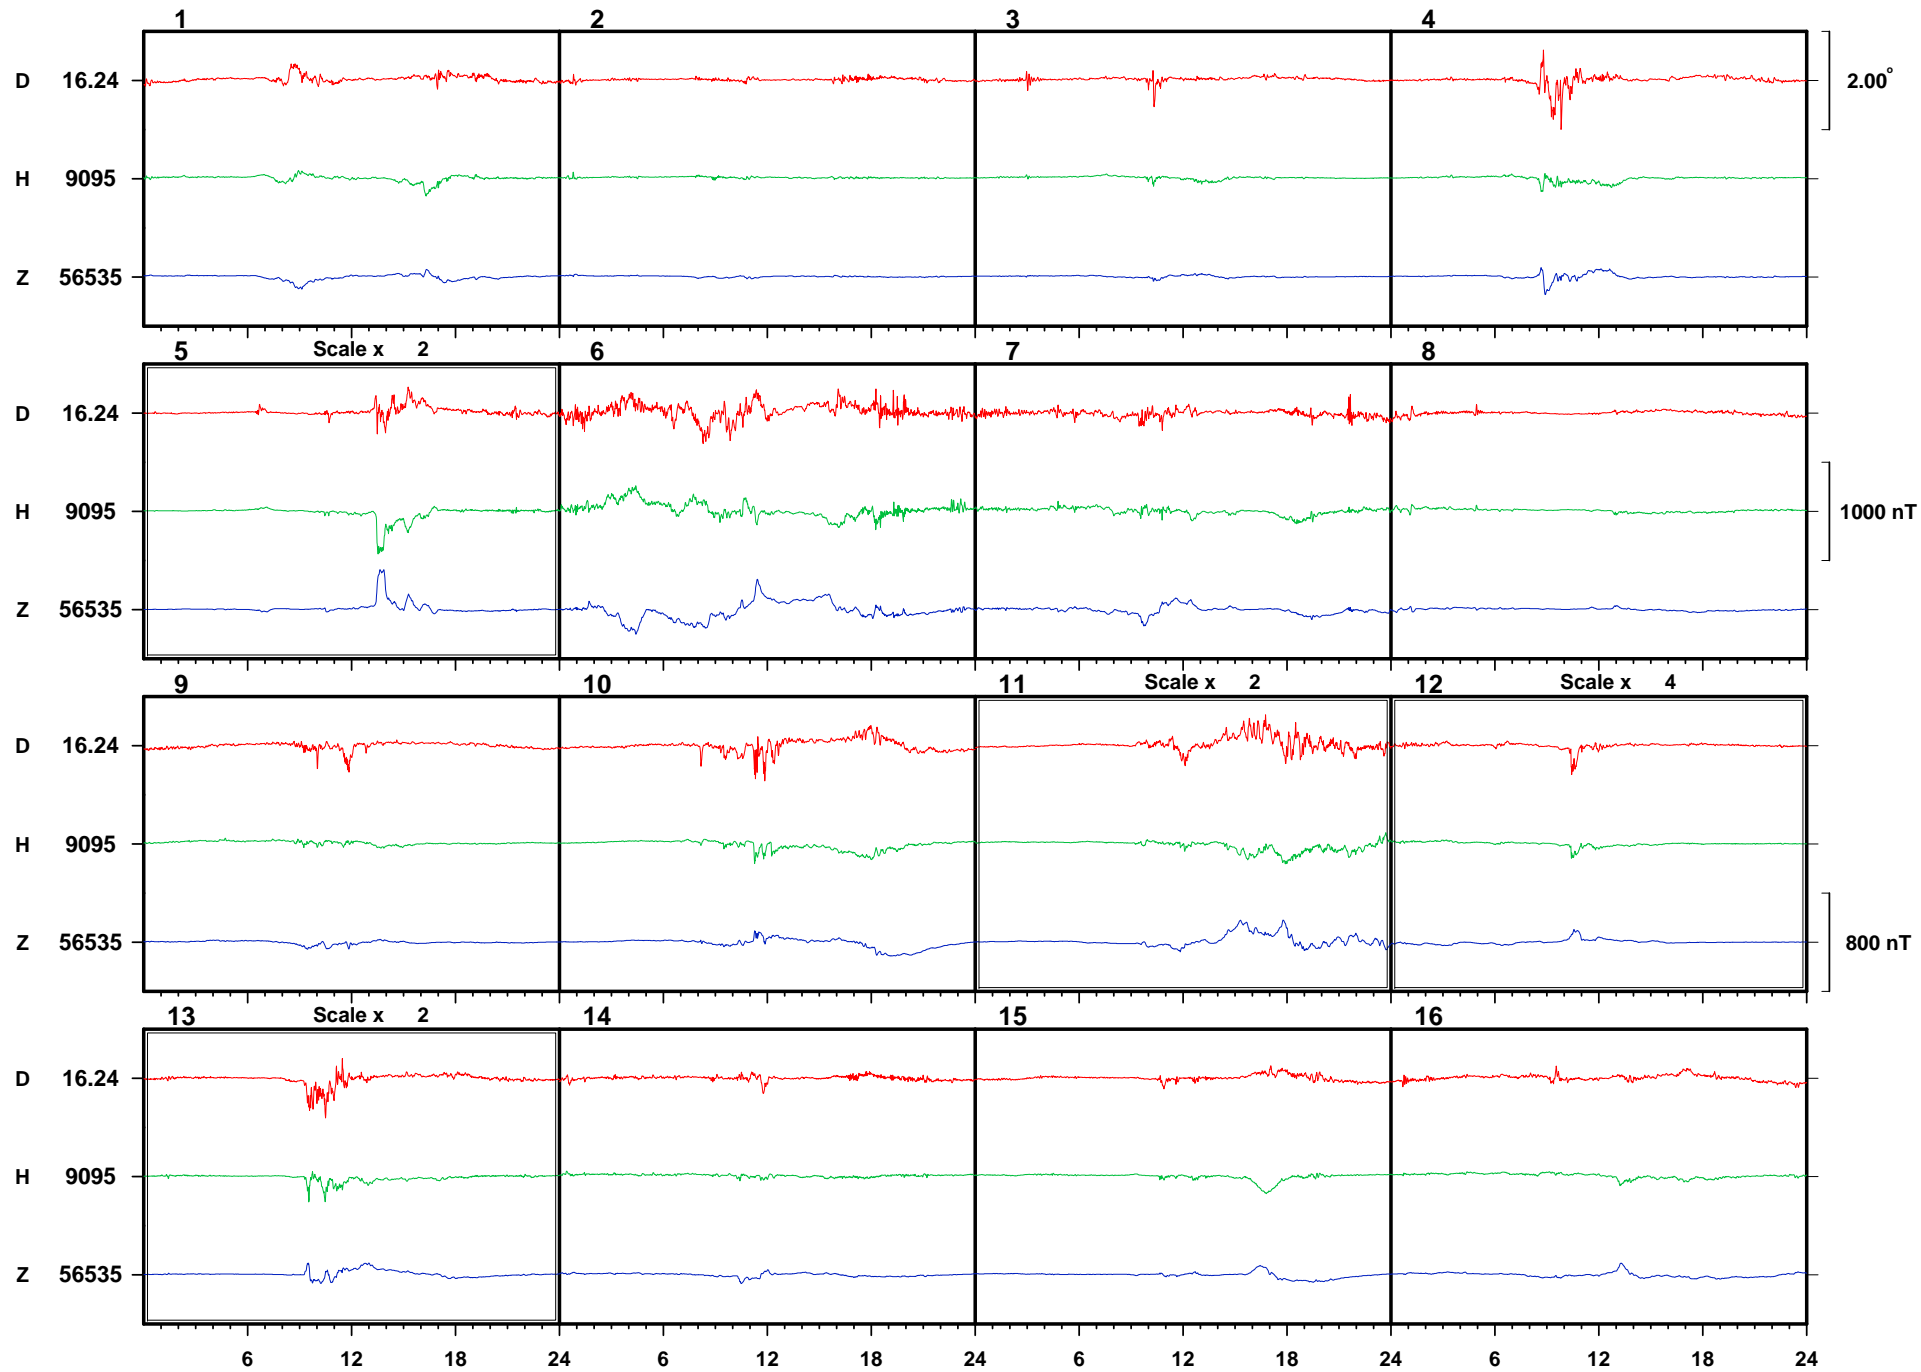 1 2 3 4
D 16.24 2.00°
H 9095
Z 56535
5 Scale x 2 6 7 8
D 16.24
H 9095 1000 nT
Z 56535
9 10 11 Scale x 2 12 Scale x 4
D 16.24
H 9095
Z 56535 800 nT
13 Scale x 2 14 15 16
D 16.24
H 9095
Z 56535
6 12 18 24 6 12 18 24 6 12 18 24 6 12 18 24